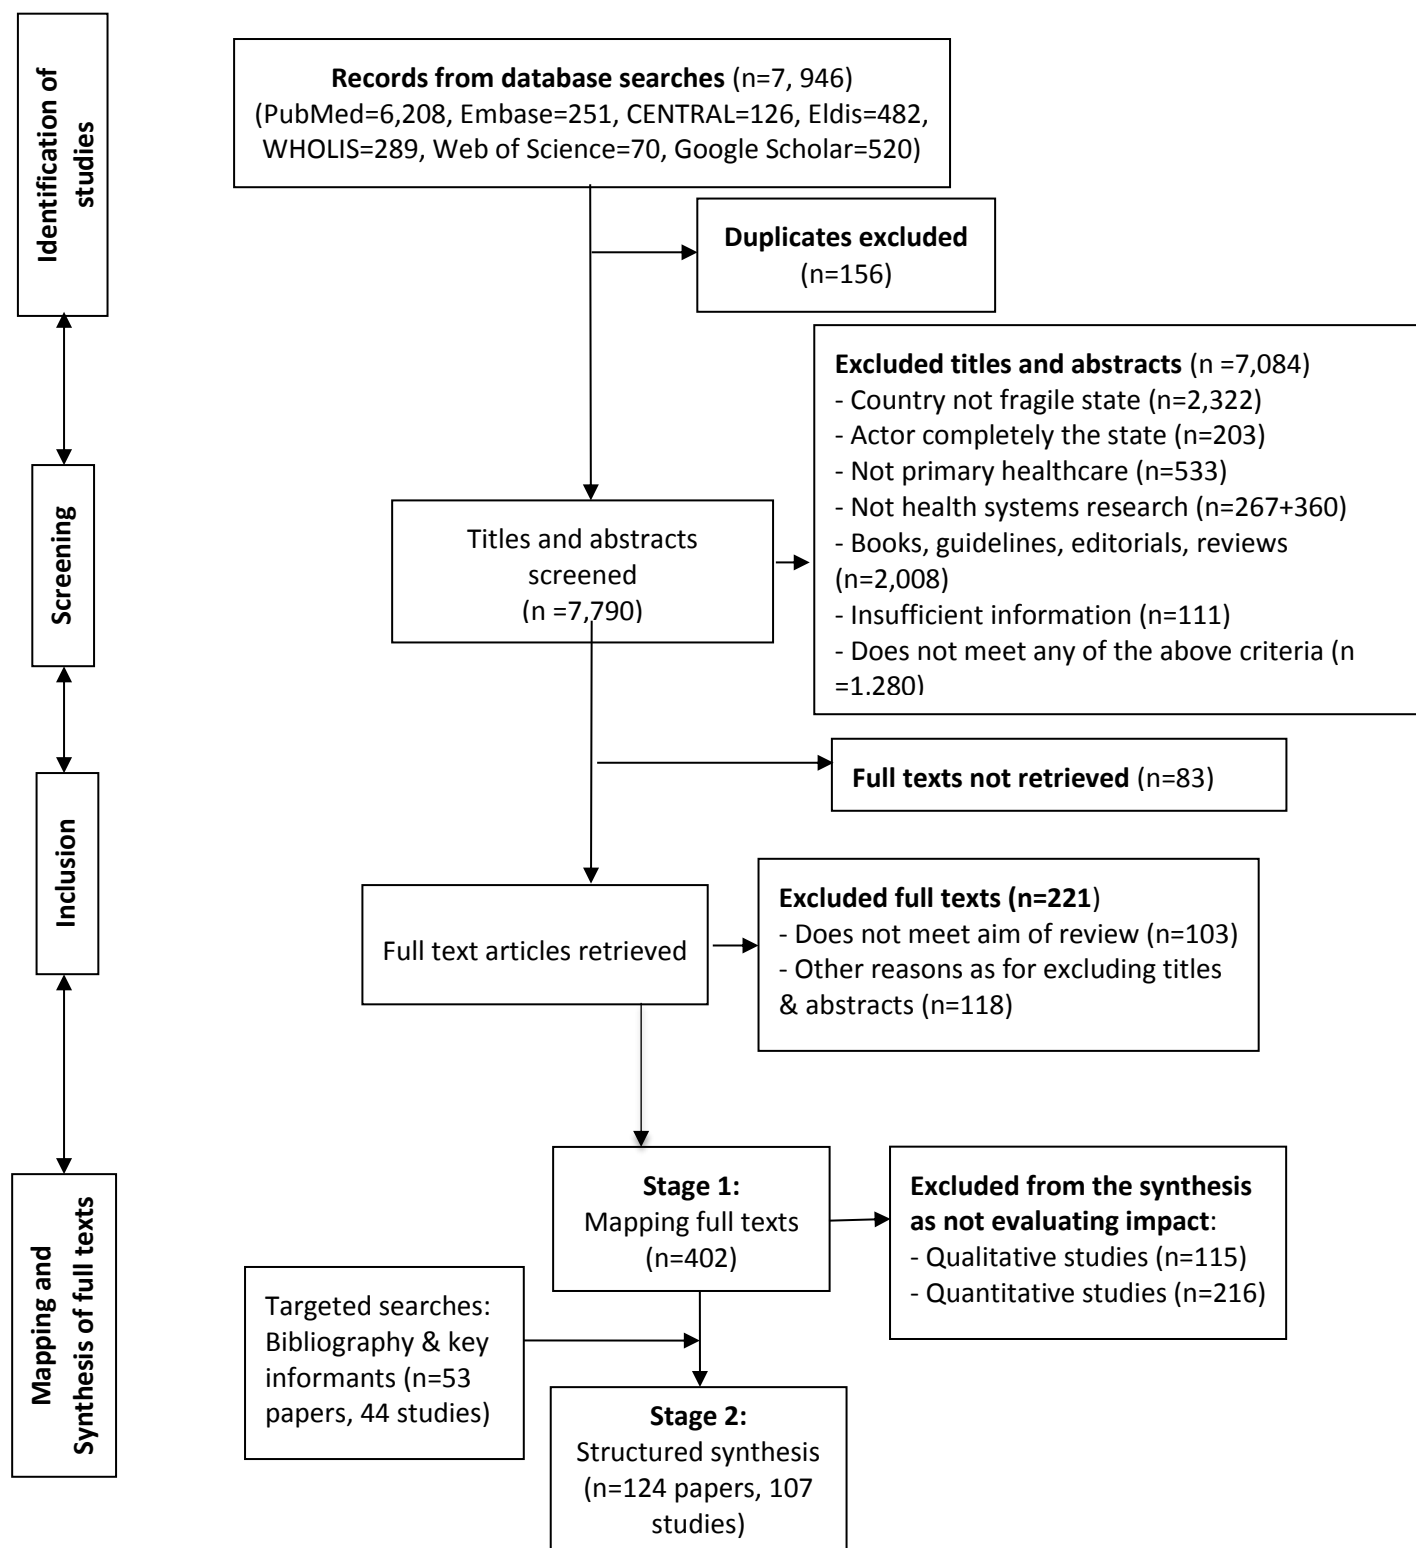 Identification of
studies
Records from database searches (n=7, 946)
(PubMed=6,208, Embase=251, CENTRAL=126, Eldis=482,
WHOLIS=289, Web of Science=70, Google Scholar=520)
Duplicates excluded
(n=156)
Screening
Titles and abstracts
screened
(n =7,790)
Excluded titles and abstracts (n =7,084)
- Country not fragile state (n=2,322)
- Actor completely the state (n=203)
- Not primary healthcare (n=533)
- Not health systems research (n=267+360)
- Books, guidelines, editorials, reviews
(n=2,008)
- Insufficient information (n=111)
- Does not meet any of the above criteria (n
=1.280)
Full texts not retrieved (n=83)
Inclusion
Full text articles retrieved
Excluded full texts (n=221)
- Does not meet aim of review (n=103)
- Other reasons as for excluding titles
& abstracts (n=118)
Mapping and
Synthesis of full texts
Stage 1:
Mapping full texts
(n=402)
Excluded from the synthesis
as not evaluating impact:
- Qualitative studies (n=115)
- Quantitative studies (n=216)
Targeted searches:
Bibliography & key
informants (n=53
papers, 44 studies)
Stage 2:
Structured synthesis
(n=124 papers, 107
studies)